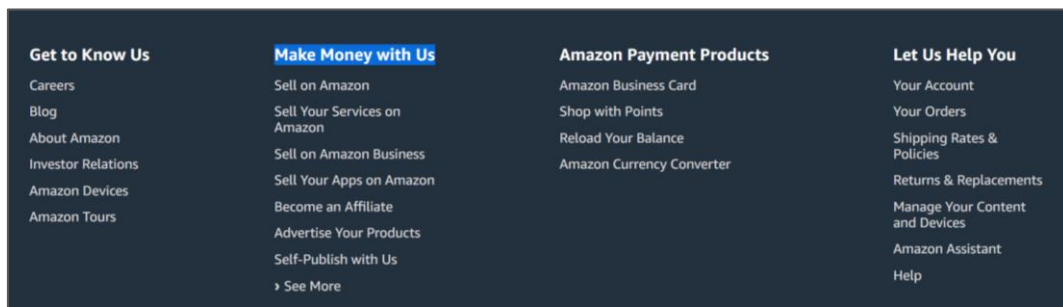 Get to Know Us
Careers
Blog
About Amazon
Investor Relations
Amazon Devices
Amazon Tours
Make Money with Us
Sell on Amazon
Sell Your Services on
Amazon
Sell on Amazon Business
Sell Your Apps on Amazon
Become an Affiliate
Advertise Your Products
Self-Publish with Us
› See More
Amazon Payment Products
Amazon Business Card
Shop with Points
Reload Your Balance
Amazon Currency Converter
Let Us Help You
Your Account
Your Orders
Shipping Rates &
Policies
Returns & Replacements
Manage Your Content
and Devices
Amazon Assistant
Help